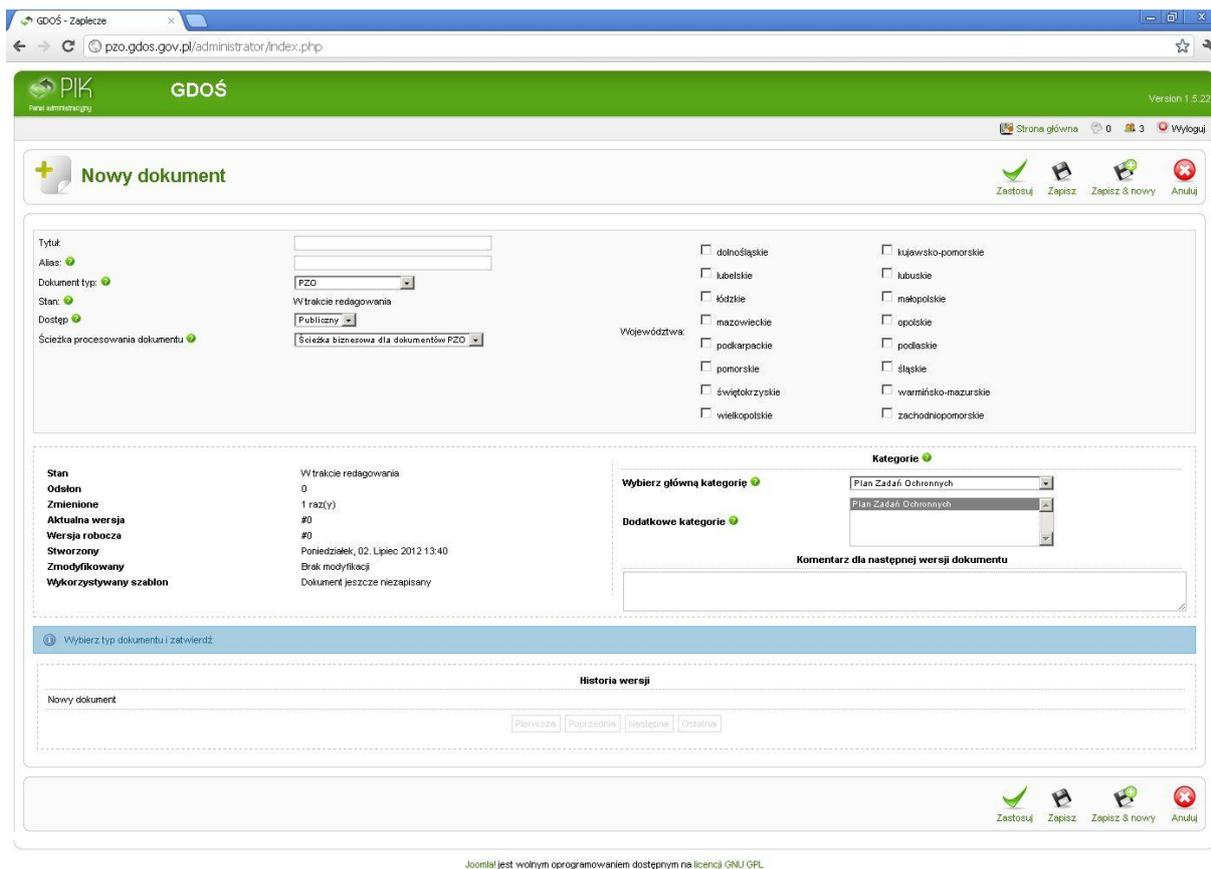 GDOŚ - Zaplecze
pzo.gdos.gov.pl/administrator/index.php
PIK
Panel administracyjny
GDOŚ
Version 1.5.22
Strona główna 0 3 Wyloguj
Nowy dokument
Zastosuj Zapisz Zapisz & nowy Anuluj
Tytuł:
Alias:
Dokument typ: PZO
Stan: W trakcie redagowania
Dostęp Publiczny
Ścieżka procesowania dokumentu Ścieżka biznesowa dla dokumentów PZO
Województwa:
dolnośląskie kujawsko-pomorskie
lubelskie lubuskie
łódzkie małopolskie
mazowieckie opolskie
podkarpackie podlaskie
pomorskie śląskie
świętokrzyskie warmińsko-mazurskie
wielkopolskie zachodniopomorskie
Stan W trakcie redagowania
Odsłon 0
Zmienione 1 raz(y)
Aktualna wersja #0
Wersja robocza #0
Stworzony Poniedziałek, 02. Lipiec 2012 13:40
Zmodyfikowany Brak modyfikacji
Wykorzystywany szablon Dokument jeszcze niezapisany
Kategorie
Wybierz główną kategorię Plan Zadań Ochronnych
Dodatkowe kategorie Plan Zadań Ochronnych
Komentarz dla następnej wersji dokumentu
Wybierz typ dokumentu i zatwierdź
Historia wersji
Nowy dokument
Pierwsza Poprzednia Następna Ostatnia
Zastosuj Zapisz Zapisz & nowy Anuluj
Joomla! jest wolnym oprogramowaniem dostępnym na licencji GNU GPL